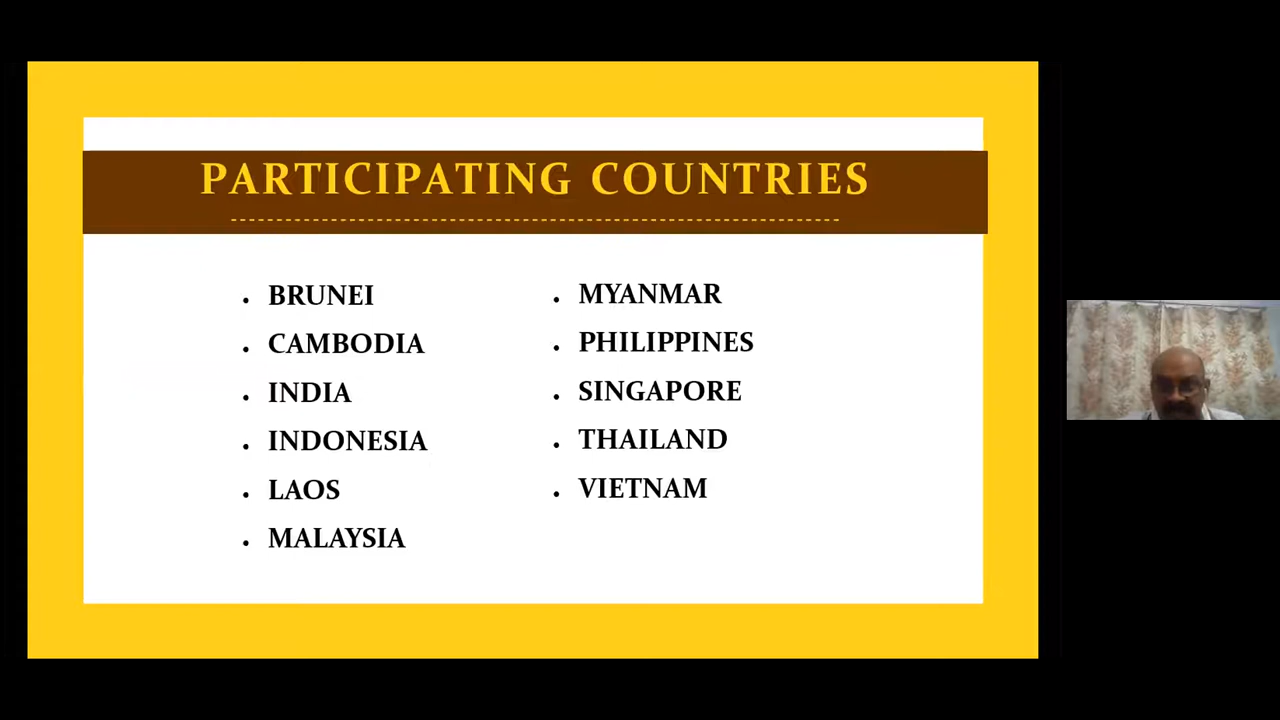 PARTICIPATING COUNTRIES
• BRUNEI
• CAMBODIA
• INDIA
• INDONESIA
• LAOS
• MALAYSIA
• MYANMAR
• PHILIPPINES
• SINGAPORE
• THAILAND
• VIETNAM